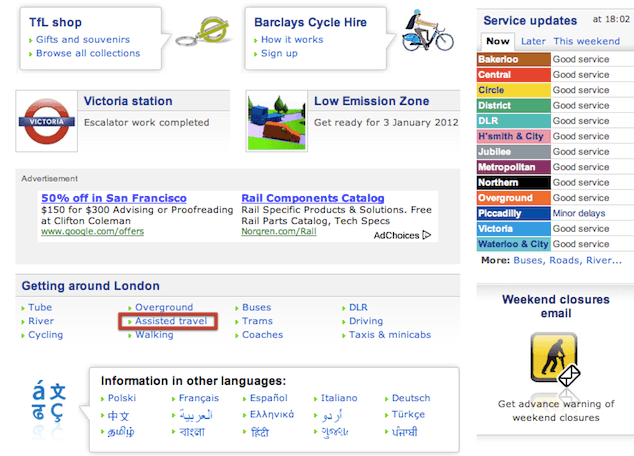 TfL shop
Gifts and souvenirs
Browse all collections
Barclays Cycle Hire
How it works
Sign up
Victoria station
VICTORIA
Escalator work completed
Low Emission Zone
Get ready for 3 January 2012
Advertisement
50% off in San Francisco
$150 for $300 Advising or Proofreading
at Clifton Coleman
www.google.com/offers
Rail Components Catalog
Rail Specific Products & Solutions. Free
Rail Parts Catalog, Tech Specs
Norgren.com/Rail
AdChoices
Getting around London
Tube Overground Buses DLR
River Assisted travel Trams Driving
Cycling Walking Coaches Taxis & minicabs
á 文
ਓ Ç
Information in other languages:
Polski Français Español Italiano Deutsch
中文 العربية Ελληνικά اردو Türkçe
தமிழ் বাংলা हिंदी ગુજરાતી ਪੰਜਾਬੀ
Service updates at 18:02
Now Later This weekend
Bakerloo Good service
Central Good service
Circle Good service
District Good service
DLR Good service
H'smith & City Good service
Jubilee Good service
Metropolitan Good service
Northern Good service
Overground Good service
Piccadilly Minor delays
Victoria Good service
Waterloo & City Good service
More: Buses, Roads, River...
Weekend closures
email
Get advance warning of
weekend closures